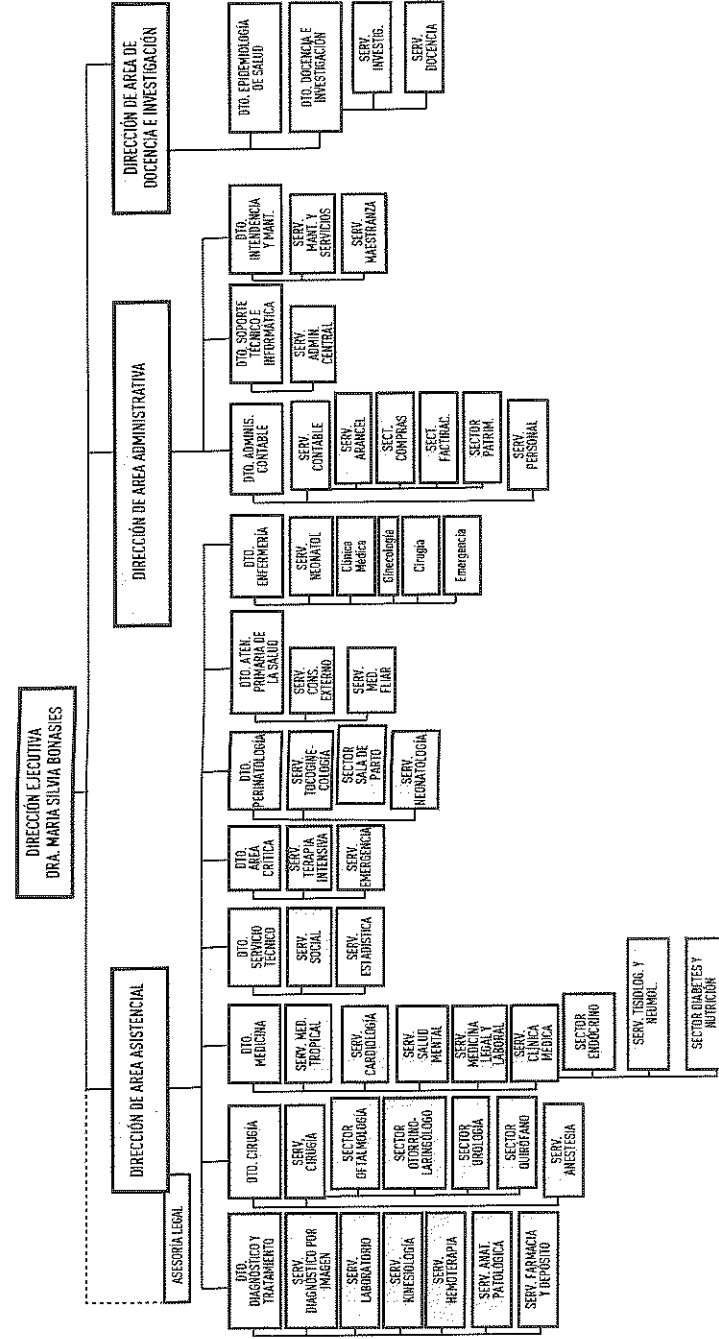 DIRECCIÓN EJECUTIVA
DRA. MARIA SILVIA BONASIES
ASESORÍA LEGAL
DIRECCIÓN DE AREA ASISTENCIAL
DIRECCIÓN DE AREA ADMINISTRATIVA
DIRECCIÓN DE AREA DE
DOCENCIA E INVESTIGACIÓN
DTO.
DIAGNÓSTICO Y
TRATAMIENTO
SERV.
DIAGNÓSTICO POR
IMAGEN
SERV.
LABORATORIO
SERV.
KINESIOLOGÍA
SERV.
HEMOTERAPIA
SERV. ANAT.
PATOLÓGICA
SERV. FARMACIA
Y DEPÓSITO
DTO. CIRUGÍA
SERV.
CIRUGÍA
SECTOR
OFTALMOLOGÍA
SECTOR
OTORRINO-
LARINGÓLOGO
SECTOR
UROLOGÍA
SECTOR
QUIRÓFANO
SERV.
ANESTESIA
DTO.
MEDICINA
SERV. MED.
TROPICAL
SERV.
CARDIOLOGÍA
SERV.
SALUD
MENTAL
SERV.
MEDICINA
LEGAL Y
LABORAL
SERV.
CLÍNICA
MÉDICA
SECTOR
ENDÓCRINO
SERV. TISIOLOG. Y
NEUMOL.
SECTOR DIABETES Y
NUTRICIÓN
DTO.
SERVICIO
TÉCNICO
SERV.
SOCIAL
SERV.
ESTADÍSTICA
DTO.
AREA
CRÍTICA
SERV.
TERAPIA
INTENSIVA
SERV.
EMERGENCIA
DTO.
PERINATOLOGÍA
SERV.
TOCOGINE-
COLOGÍA
SECTOR
SALA DE
PARTO
SERV.
NEONATOLOGÍA
DTO. ATEN.
PRIMARIA DE
LA SALUD
SERV.
CONS.
EXTERNO
SERV.
MED.
FLIAR
DTO.
ENFERMERÍA
SERV.
NEONATOL
Clínica
Médica
Ginecología
Cirugía
Emergencia
DTO. ADMINIS.
CONTABLE
SERV.
CONTABLE
SERV.
ARANCEL
SECT.
COMPRAS
SECT.
FACTIRAC.
SECTOR
PATRIM.
SERV.
PERSONAL
DTO. SOPORTE
TÉCNICO E
INFORMÁTICA
SERV.
ADMIN.
CENTRAL
DTO.
INTENDENCIA
Y MANT.
SERV.
MANT. Y
SERVICIOS
SERV.
MAESTRANZA
DTO. EPIDEMIOLOGÍA
DE SALUD
DTO. DOCENCIA E
INVESTIGACIÓN
SERV.
INVESTIG.
SERV.
DOCENCIA